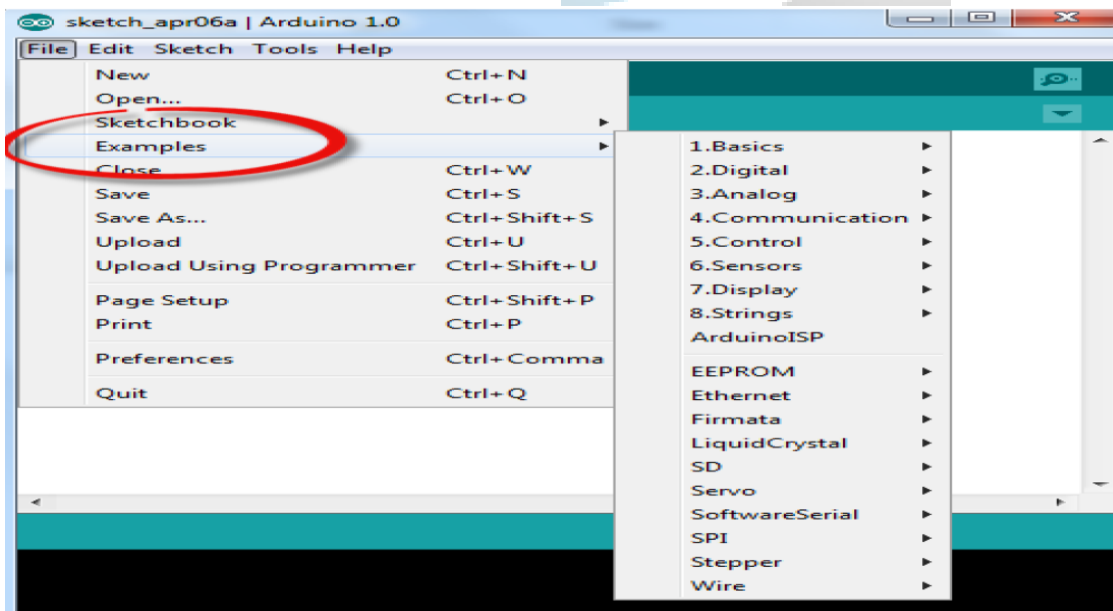 sketch_apr06a | Arduino 1.0
File Edit Sketch Tools Help
New Ctrl+N
Open... Ctrl+O
Sketchbook
Examples
Close Ctrl+W
Save Ctrl+S
Save As... Ctrl+Shift+S
Upload Ctrl+U
Upload Using Programmer Ctrl+Shift+U
Page Setup Ctrl+Shift+P
Print Ctrl+P
Preferences Ctrl+Comma
Quit Ctrl+Q
1.Basics
2.Digital
3.Analog
4.Communication
5.Control
6.Sensors
7.Display
8.Strings
ArduinoISP
EEPROM
Ethernet
Firmata
LiquidCrystal
SD
Servo
SoftwareSerial
SPI
Stepper
Wire